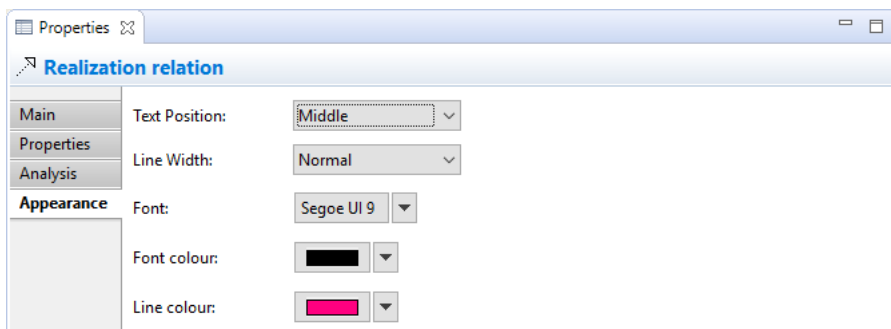 Properties
Realization relation
Main
Properties
Analysis
Appearance
Text Position: Middle
Line Width: Normal
Font: Segoe UI 9
Font colour:
Line colour: